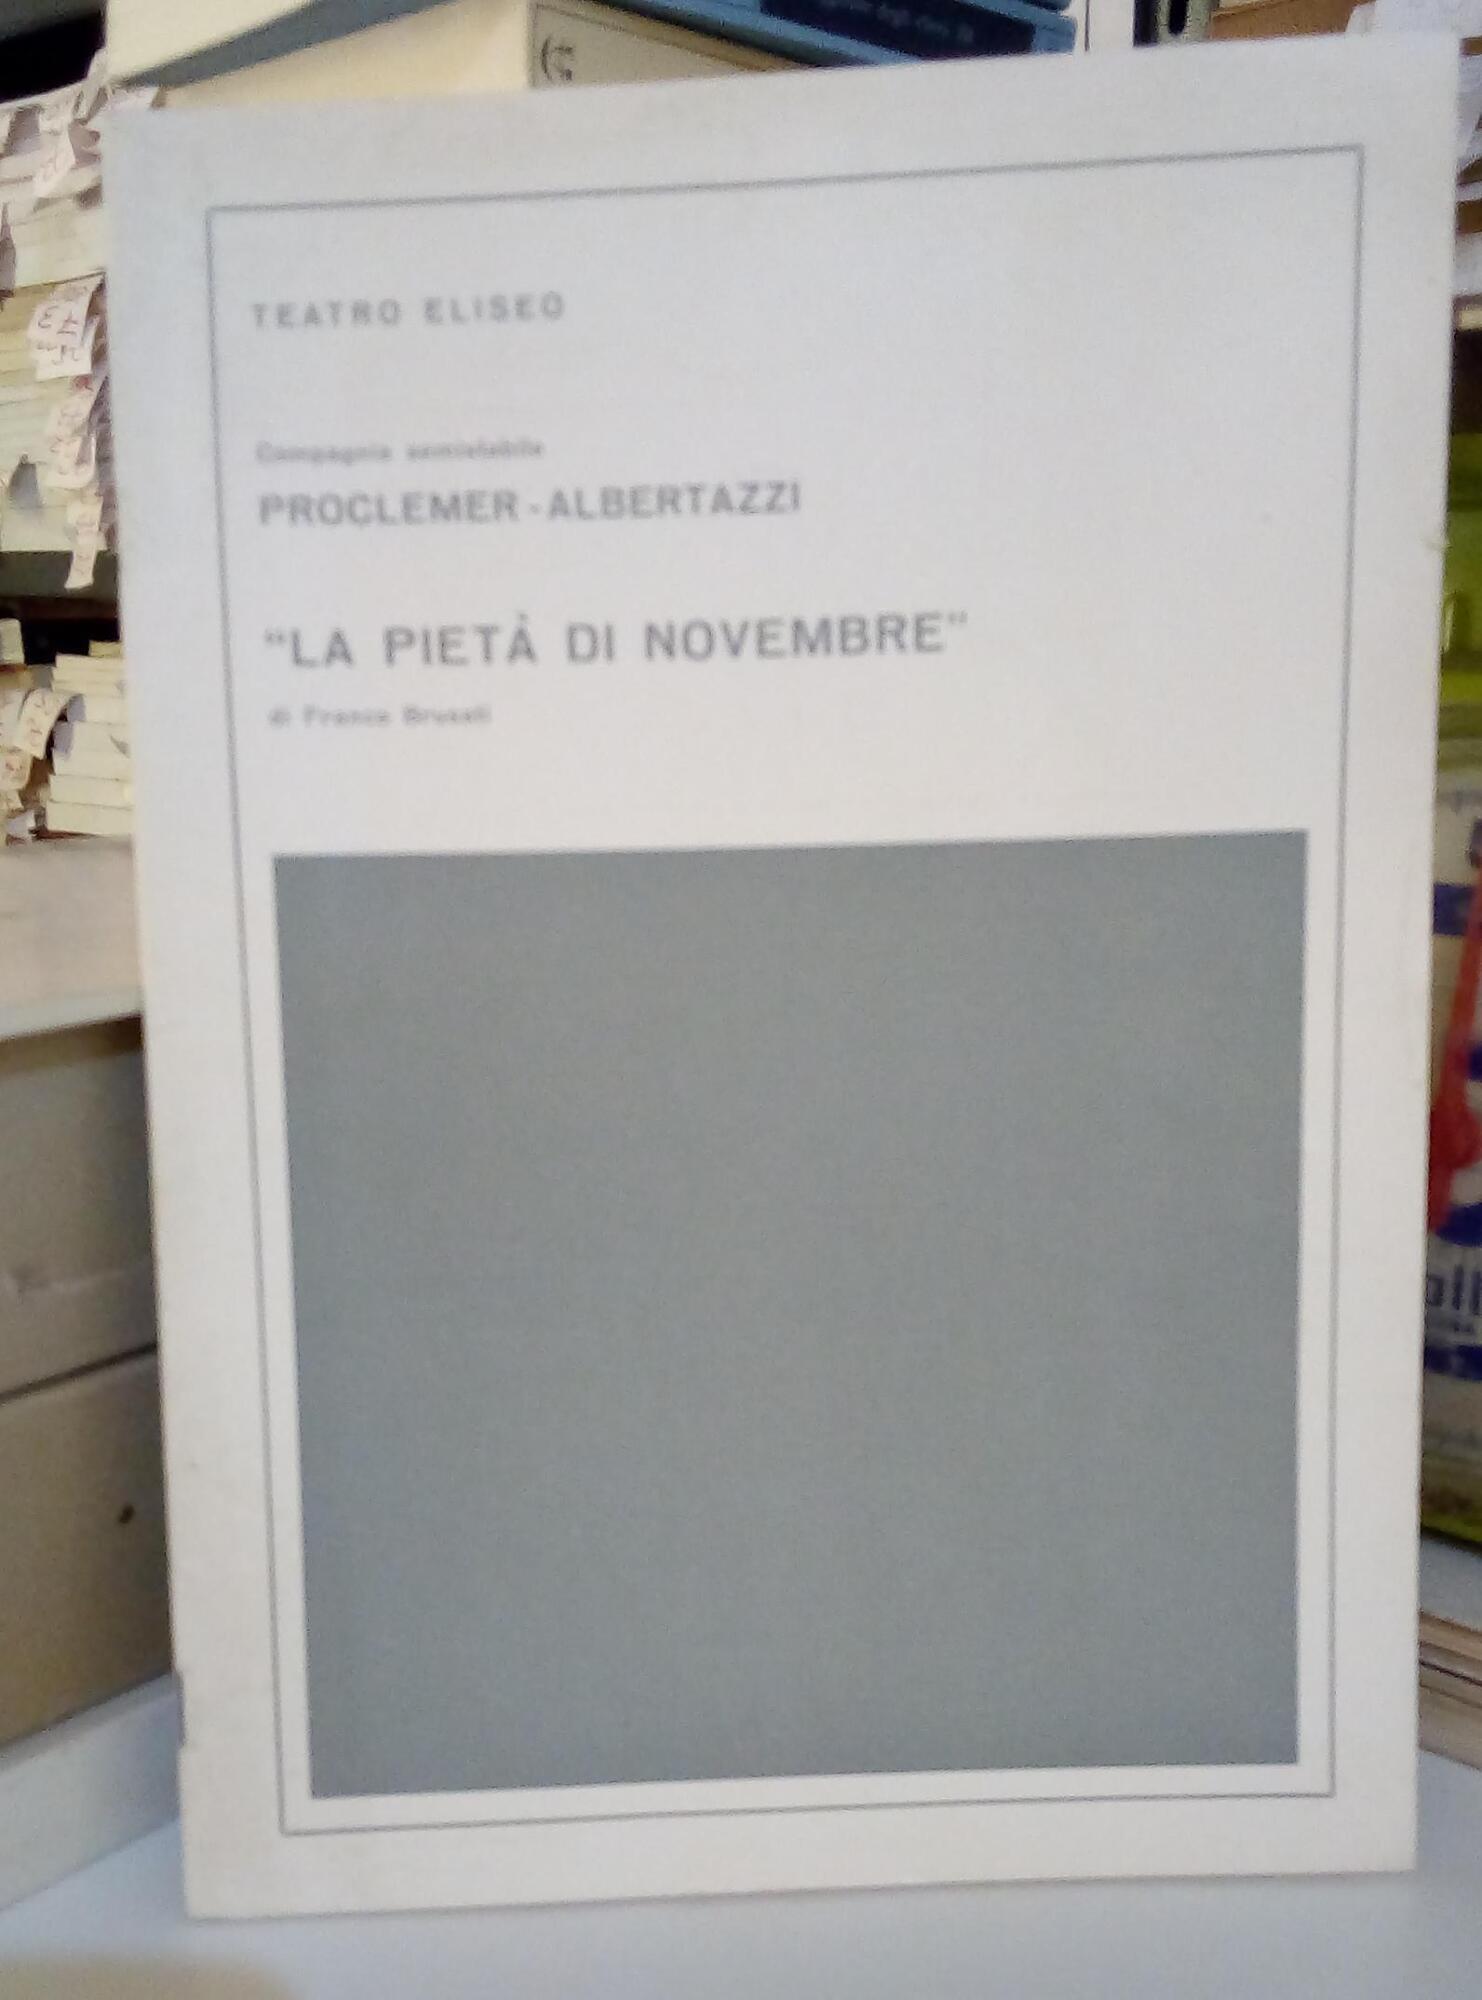 TEATRO ELISEO
Compagnia semistabile
PROCLEMER - ALBERTAZZI
"LA PIETÀ DI NOVEMBRE"
di Franco Brusati